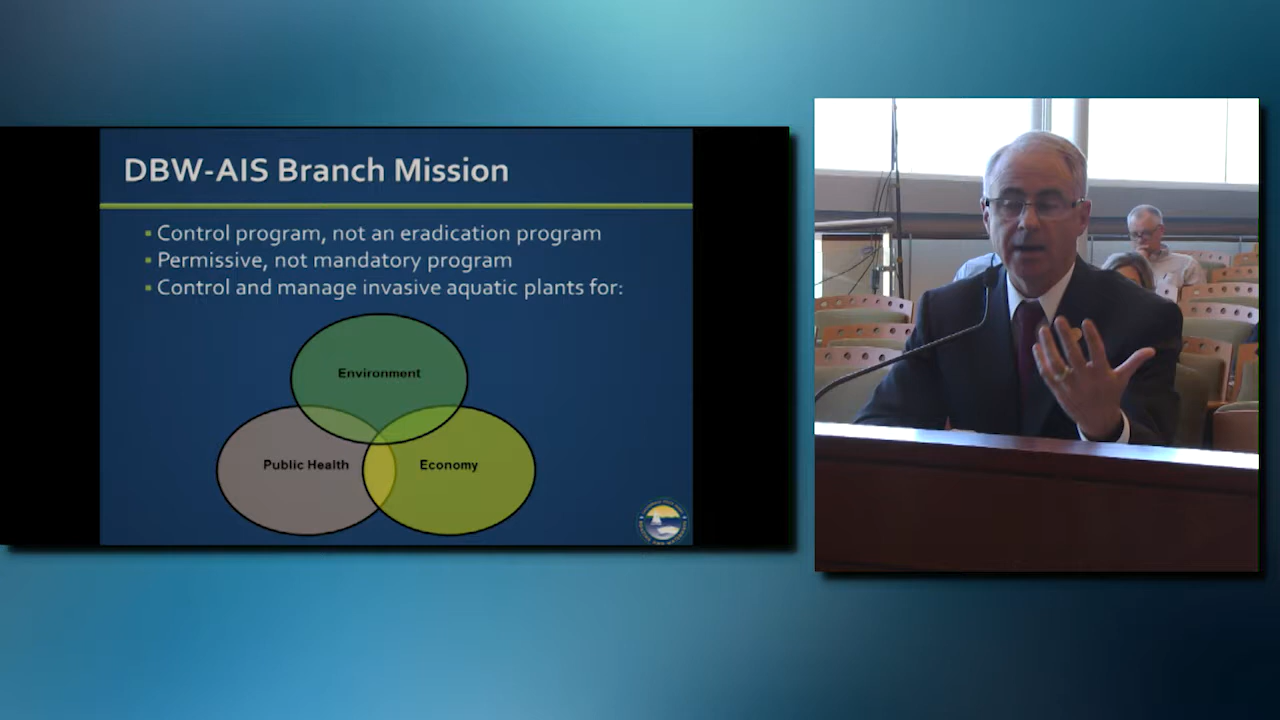 DBW-AIS Branch Mission
Control program, not an eradication program
Permissive, not mandatory program
Control and manage invasive aquatic plants for:
Environment
Public Health
Economy